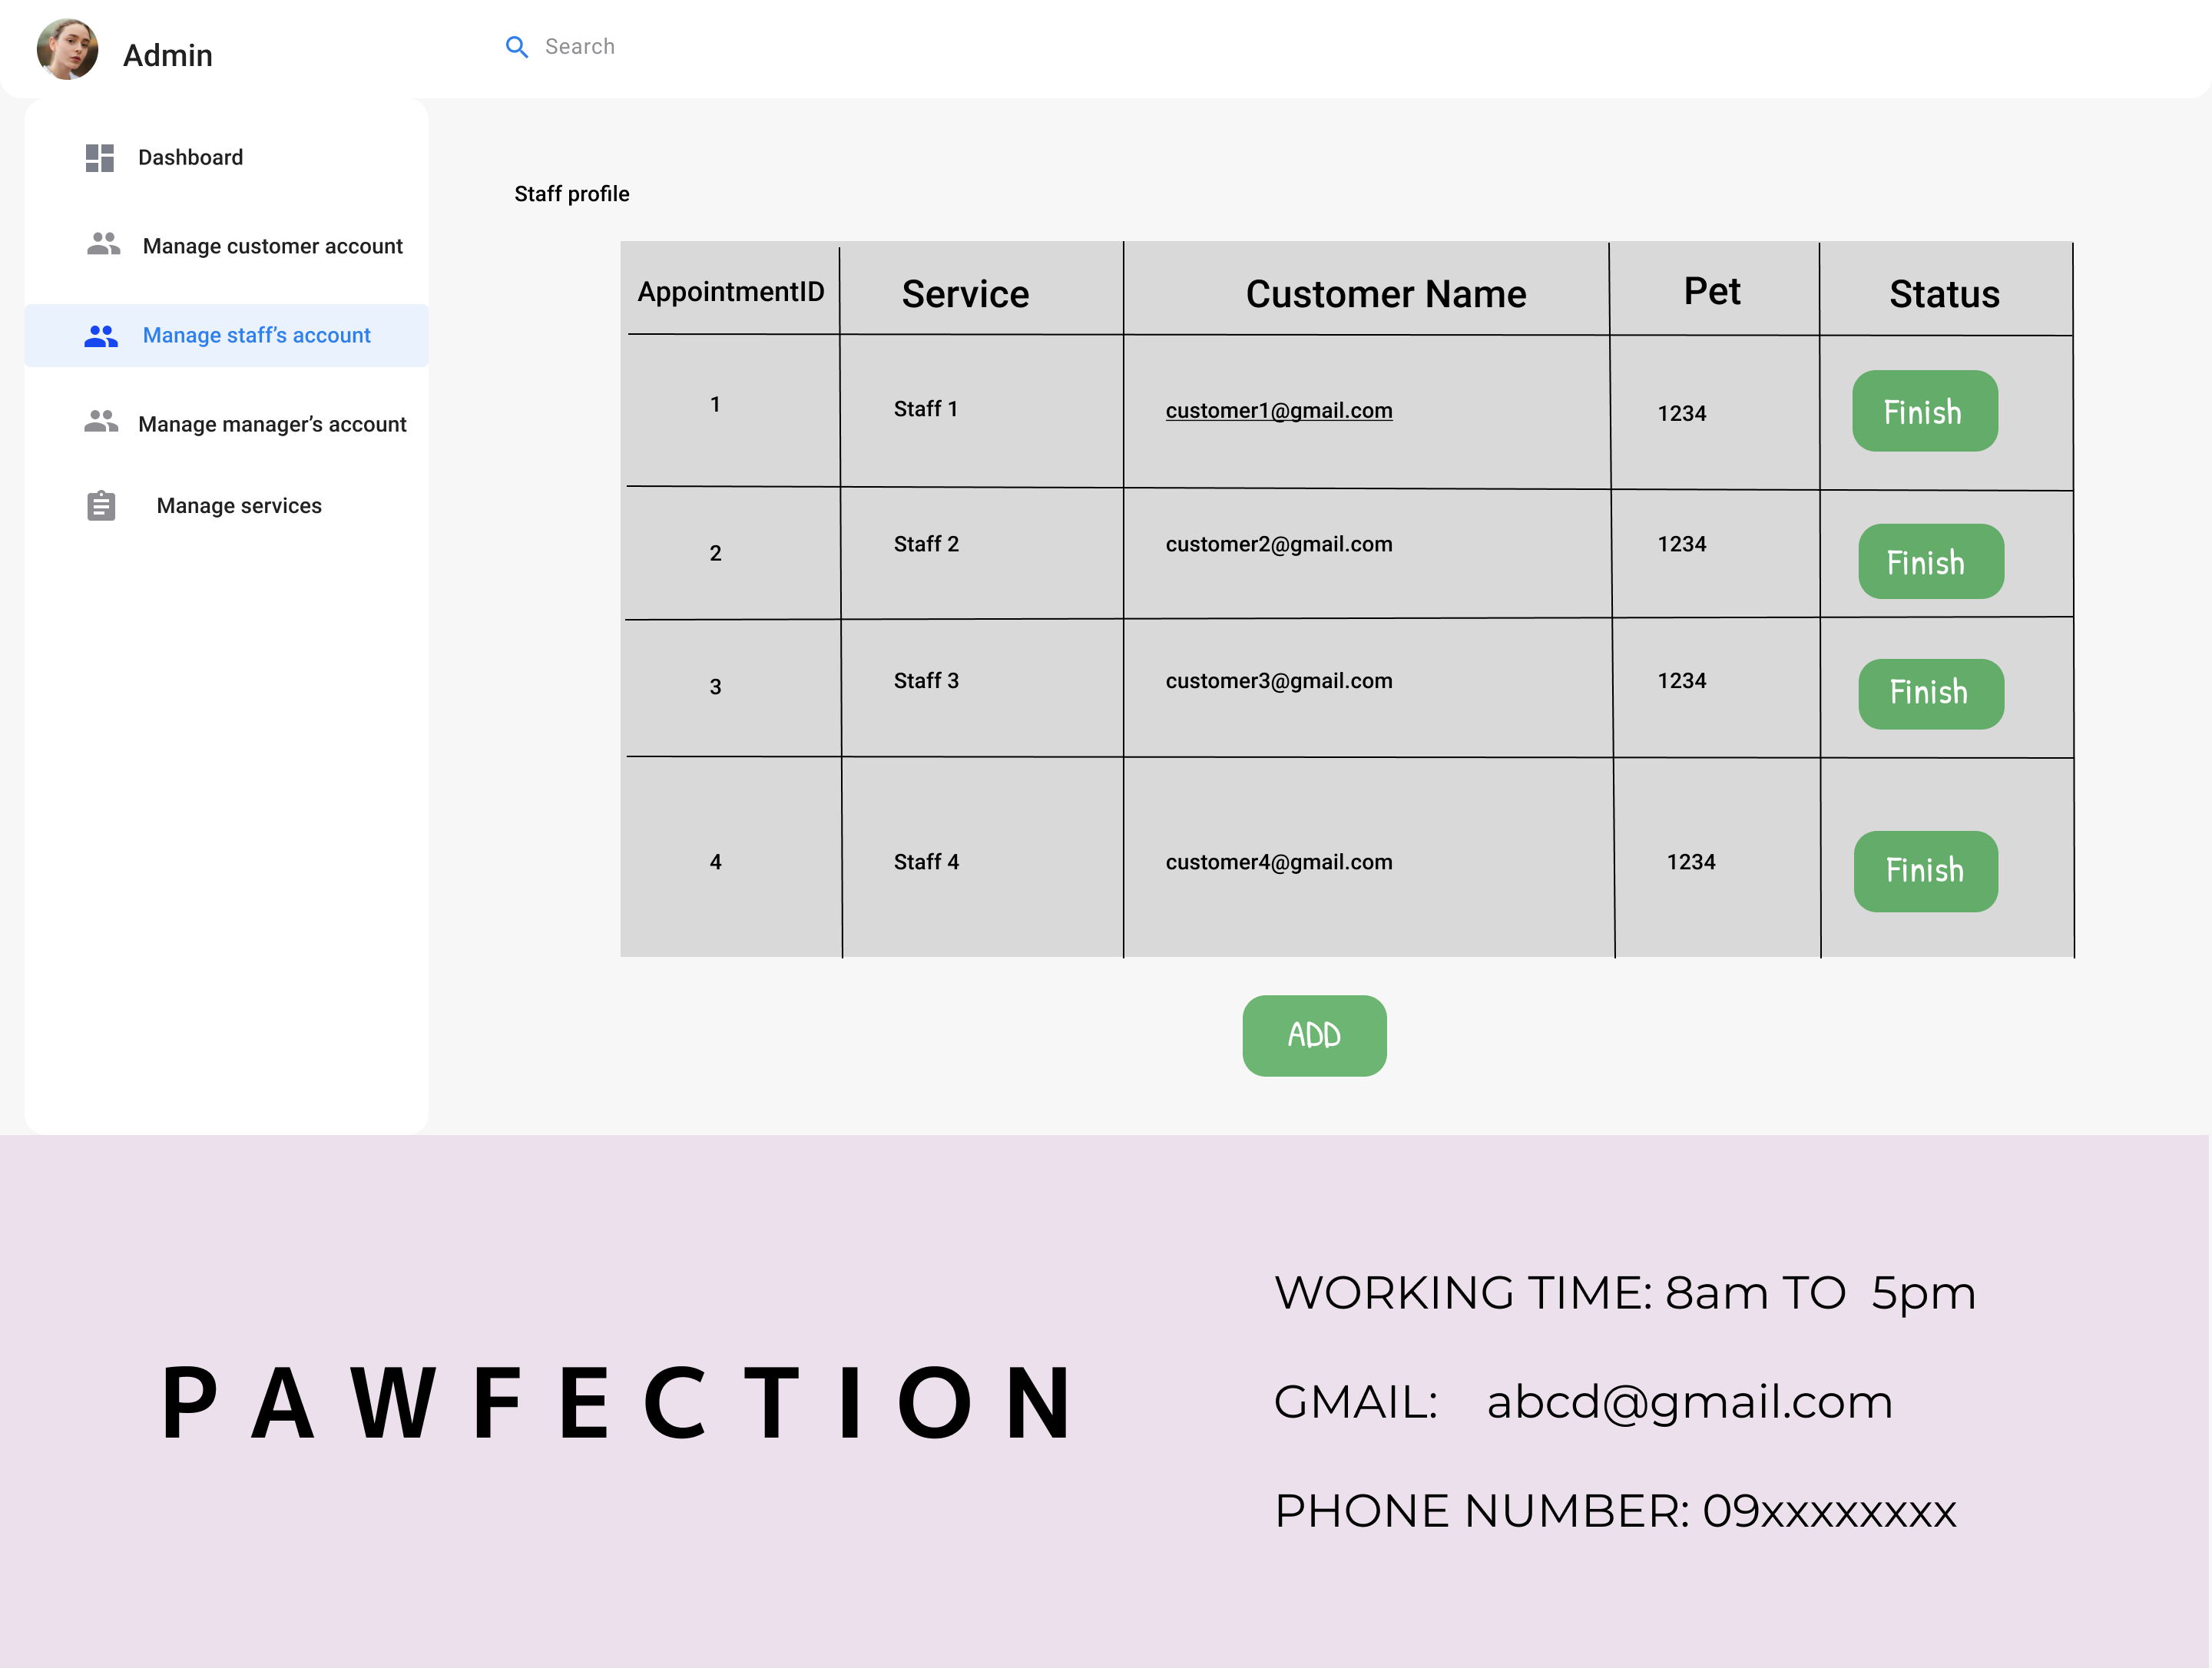 Admin
Search
Dashboard
Manage customer account
Manage staff’s account
Manage manager’s account
Manage services
Staff profile
AppointmentID Service Customer Name Pet Status
1 Staff 1 customer1@gmail.com 1234 Finish
2 Staff 2 customer2@gmail.com 1234 Finish
3 Staff 3 customer3@gmail.com 1234 Finish
4 Staff 4 customer4@gmail.com 1234 Finish
ADD
PAWFECTION
WORKING TIME: 8am TO 5pm
GMAIL: abcd@gmail.com
PHONE NUMBER: 09xxxxxxxx